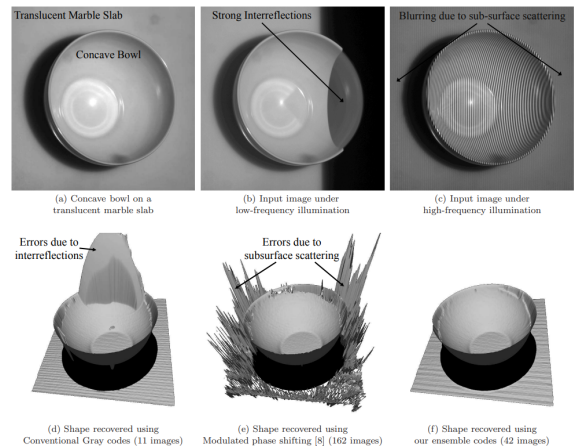 Translucent Marble Slab
Concave Bowl
Strong Interreflections
Blurring due to sub-surface scattering
(a) Concave bowl on a
translucent marble slab
(b) Input image under
low-frequency illumination
(c) Input image under
high-frequency illumination
Errors due to
interreflections
Errors due to
subsurface scattering
(d) Shape recovered using
Conventional Gray codes (11 images)
(e) Shape recovered using
Modulated phase shifting [8] (162 images)
(f) Shape recovered using
our ensemble codes (42 images)